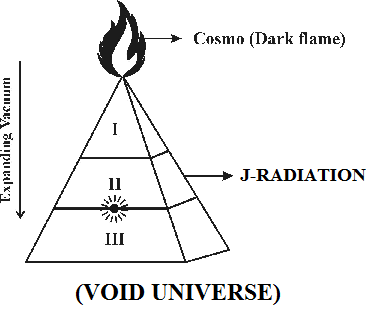 Cosmo (Dark flame)
Expanding Vacuum
I
II
J-RADIATION
III
(VOID UNIVERSE)